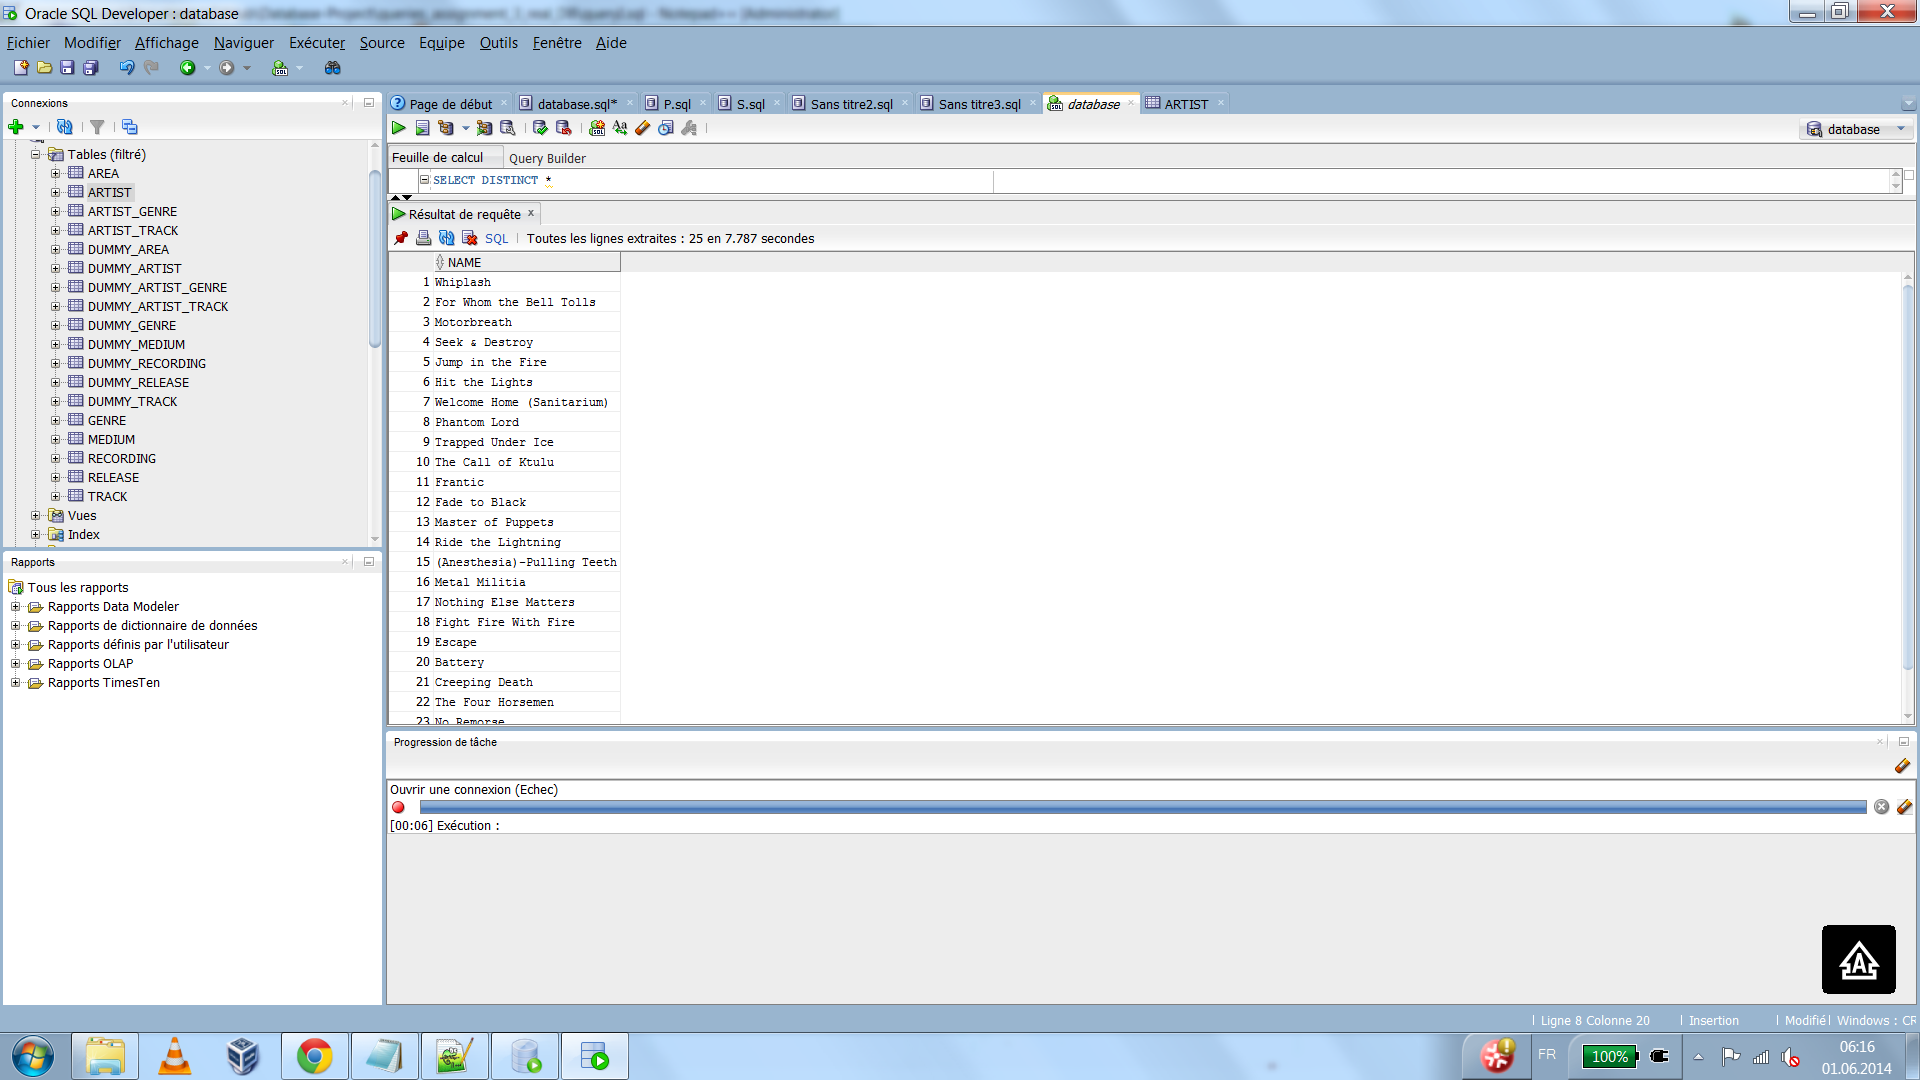 Oracle SQL Developer : database
Fichier Modifier Affichage Naviguer Exécuter Source Equipe Outils Fenêtre Aide
Connexions
Tables (filtré)
AREA
ARTIST
ARTIST_GENRE
ARTIST_TRACK
DUMMY_AREA
DUMMY_ARTIST
DUMMY_ARTIST_GENRE
DUMMY_ARTIST_TRACK
DUMMY_GENRE
DUMMY_MEDIUM
DUMMY_RECORDING
DUMMY_RELEASE
DUMMY_TRACK
GENRE
MEDIUM
RECORDING
RELEASE
TRACK
Vues
Index
Rapports
Tous les rapports
Rapports Data Modeler
Rapports de dictionnaire de données
Rapports définis par l'utilisateur
Rapports OLAP
Rapports TimesTen
Page de début database.sql* P.sql S.sql Sans titre2.sql Sans titre3.sql database ARTIST
database
Feuille de calcul Query Builder
SELECT DISTINCT *
Résultat de requête
SQL Toutes les lignes extraites : 25 en 7.787 secondes
NAME
1 Whiplash
2 For Whom the Bell Tolls
3 Motorbreath
4 Seek & Destroy
5 Jump in the Fire
6 Hit the Lights
7 Welcome Home (Sanitarium)
8 Phantom Lord
9 Trapped Under Ice
10 The Call of Ktulu
11 Frantic
12 Fade to Black
13 Master of Puppets
14 Ride the Lightning
15 (Anesthesia)-Pulling Teeth
16 Metal Militia
17 Nothing Else Matters
18 Fight Fire With Fire
19 Escape
20 Battery
21 Creeping Death
22 The Four Horsemen
23 No Remorse
Progression de tâche
Ouvrir une connexion (Echec)
[00:06] Exécution :
A
Ligne 8 Colonne 20 Insertion Modifié Windows : CR
FR 100% 06:16
01.06.2014